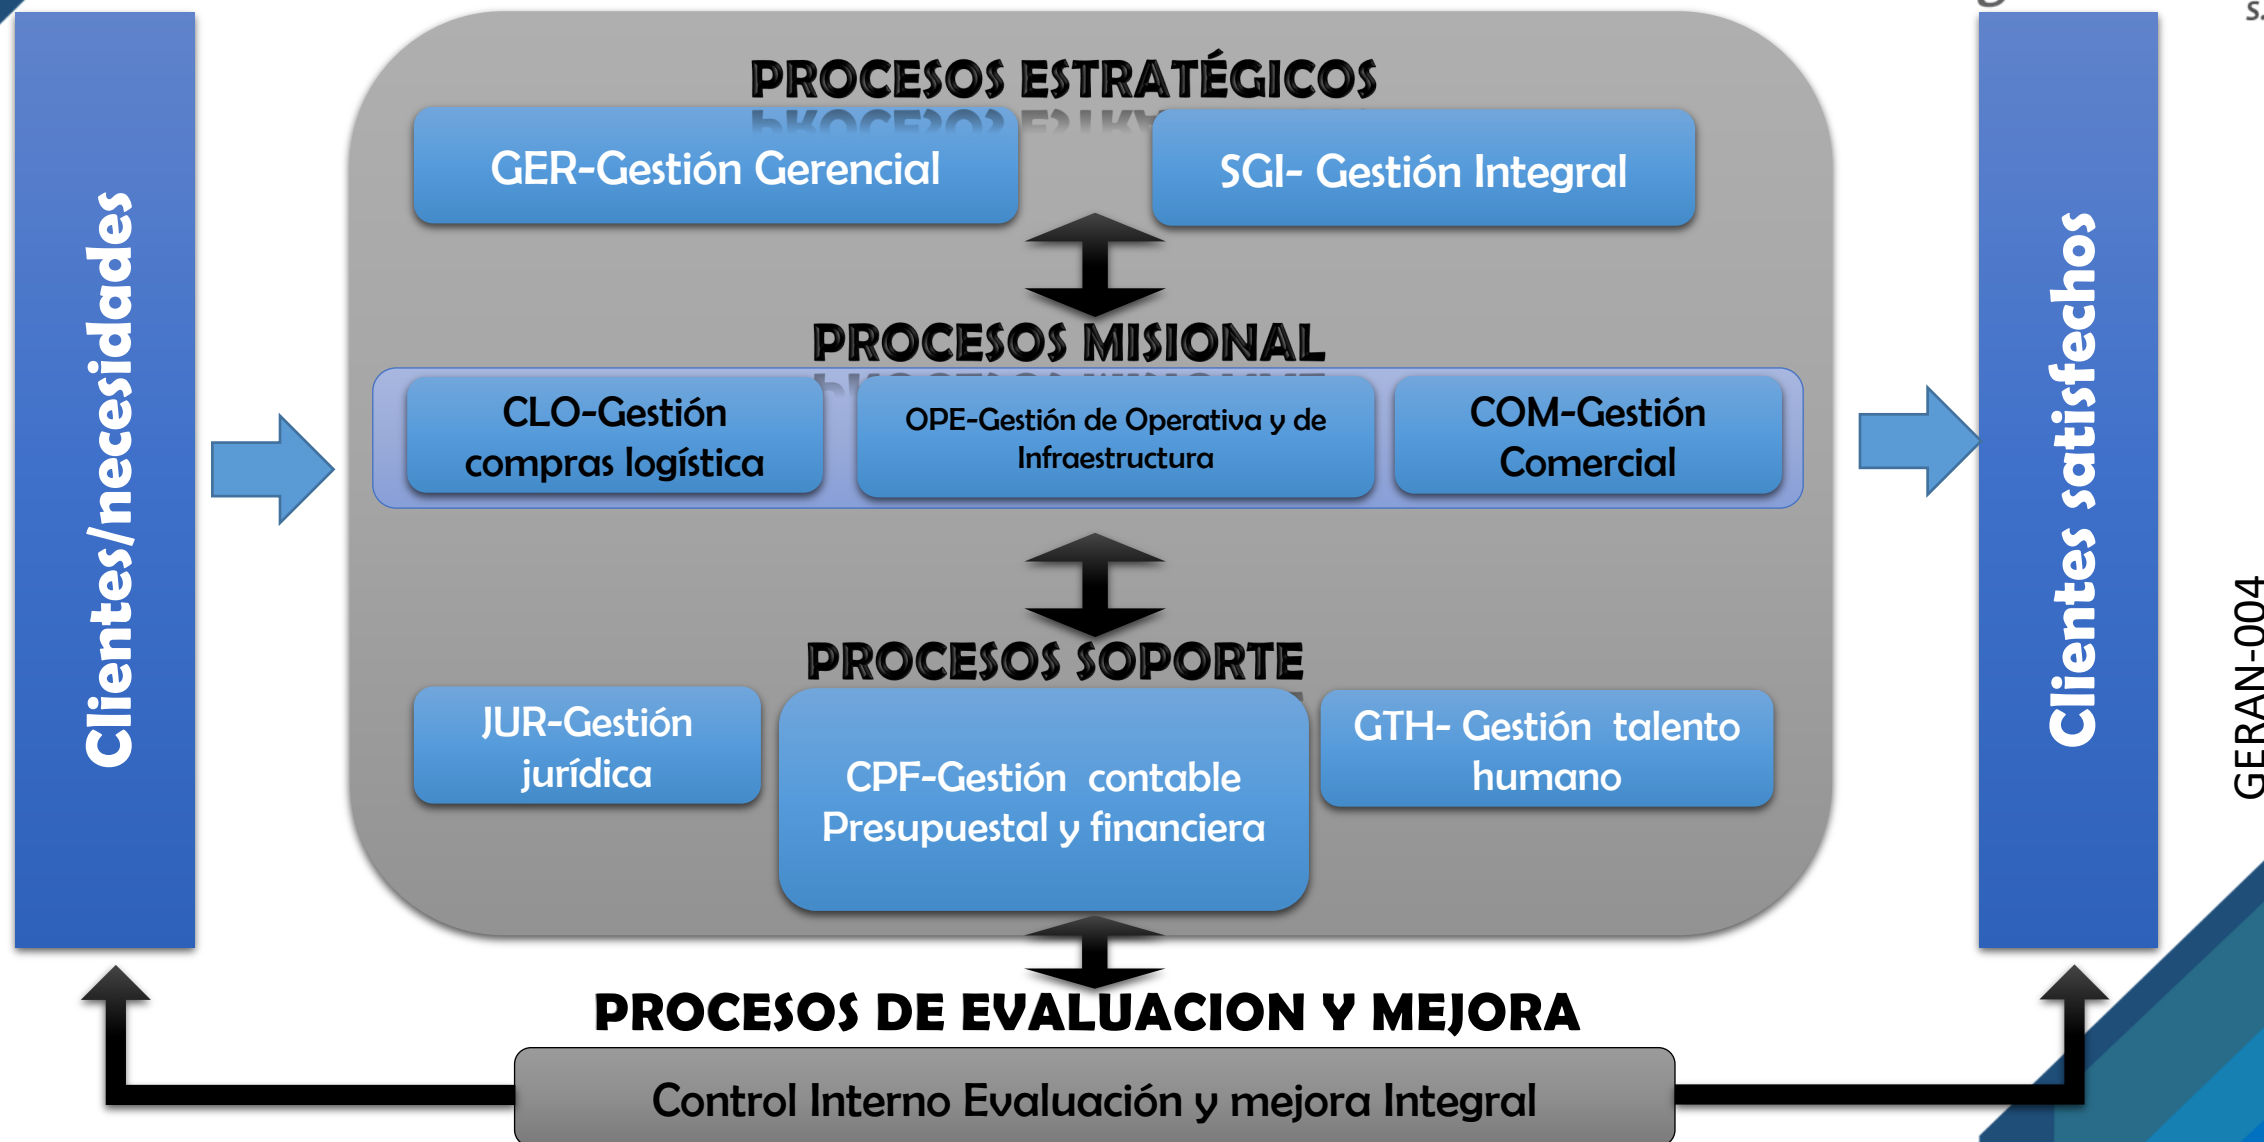 PROCESOS ESTRATÉGICOS
GER-Gestión Gerencial
SGI- Gestión Integral
Clientes/necesidades
PROCESOS MISIONAL
CLO-Gestión
compras logística
OPE-Gestión de Operativa y de
Infraestructura
COM-Gestión
Comercial
Clientes satisfechos
PROCESOS SOPORTE
JUR-Gestión
jurídica
CPF-Gestión contable
Presupuestal y financiera
GTH- Gestión talento
humano
GERAN-004
PROCESOS DE EVALUACION Y MEJORA
Control Interno Evaluación y mejora Integral